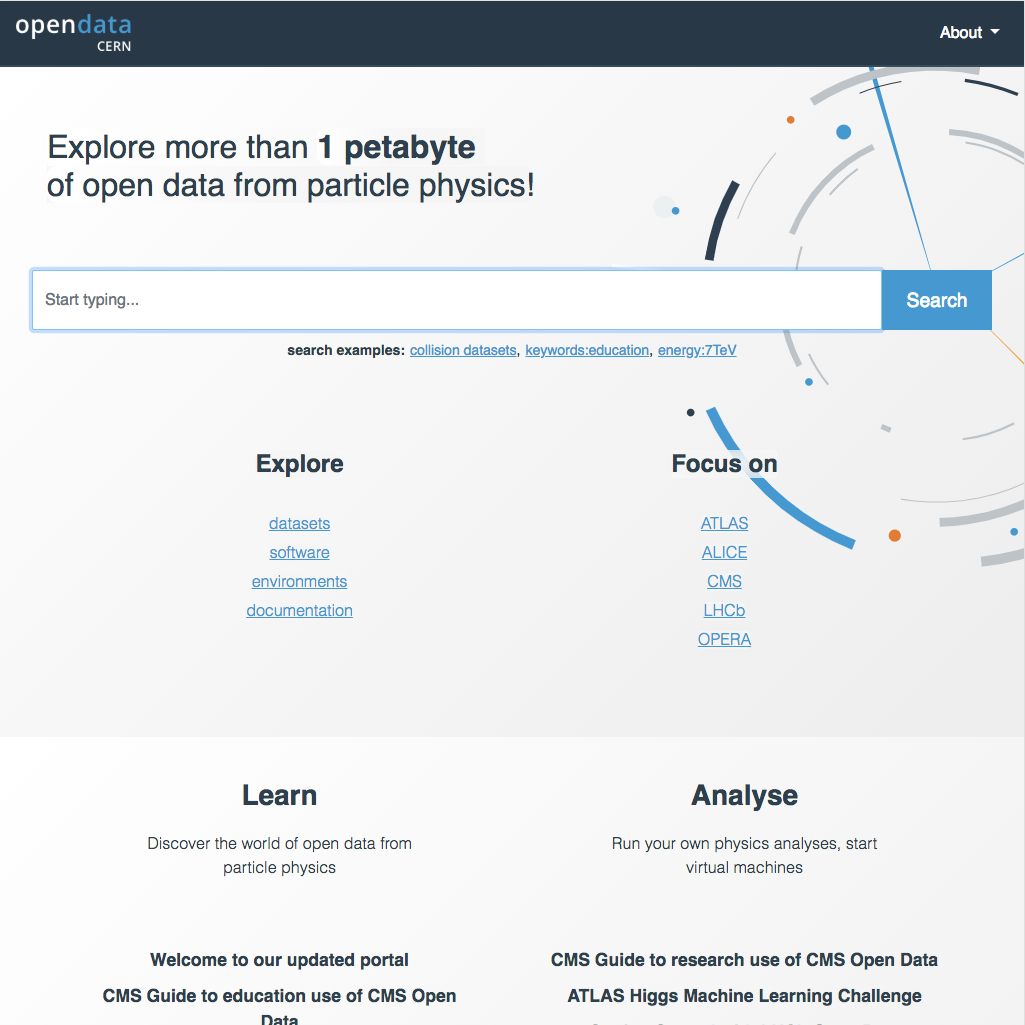 opendata
CERN
About
Explore more than 1 petabyte
of open data from particle physics!
Start typing...
Search
search examples: collision datasets, keywords:education, energy:7TeV
Explore
datasets
software
environments
documentation
Focus on
ATLAS
ALICE
CMS
LHCb
OPERA
Learn
Discover the world of open data from
particle physics
Welcome to our updated portal
CMS Guide to education use of CMS Open
Data
Analyse
Run your own physics analyses, start
virtual machines
CMS Guide to research use of CMS Open Data
ATLAS Higgs Machine Learning Challenge